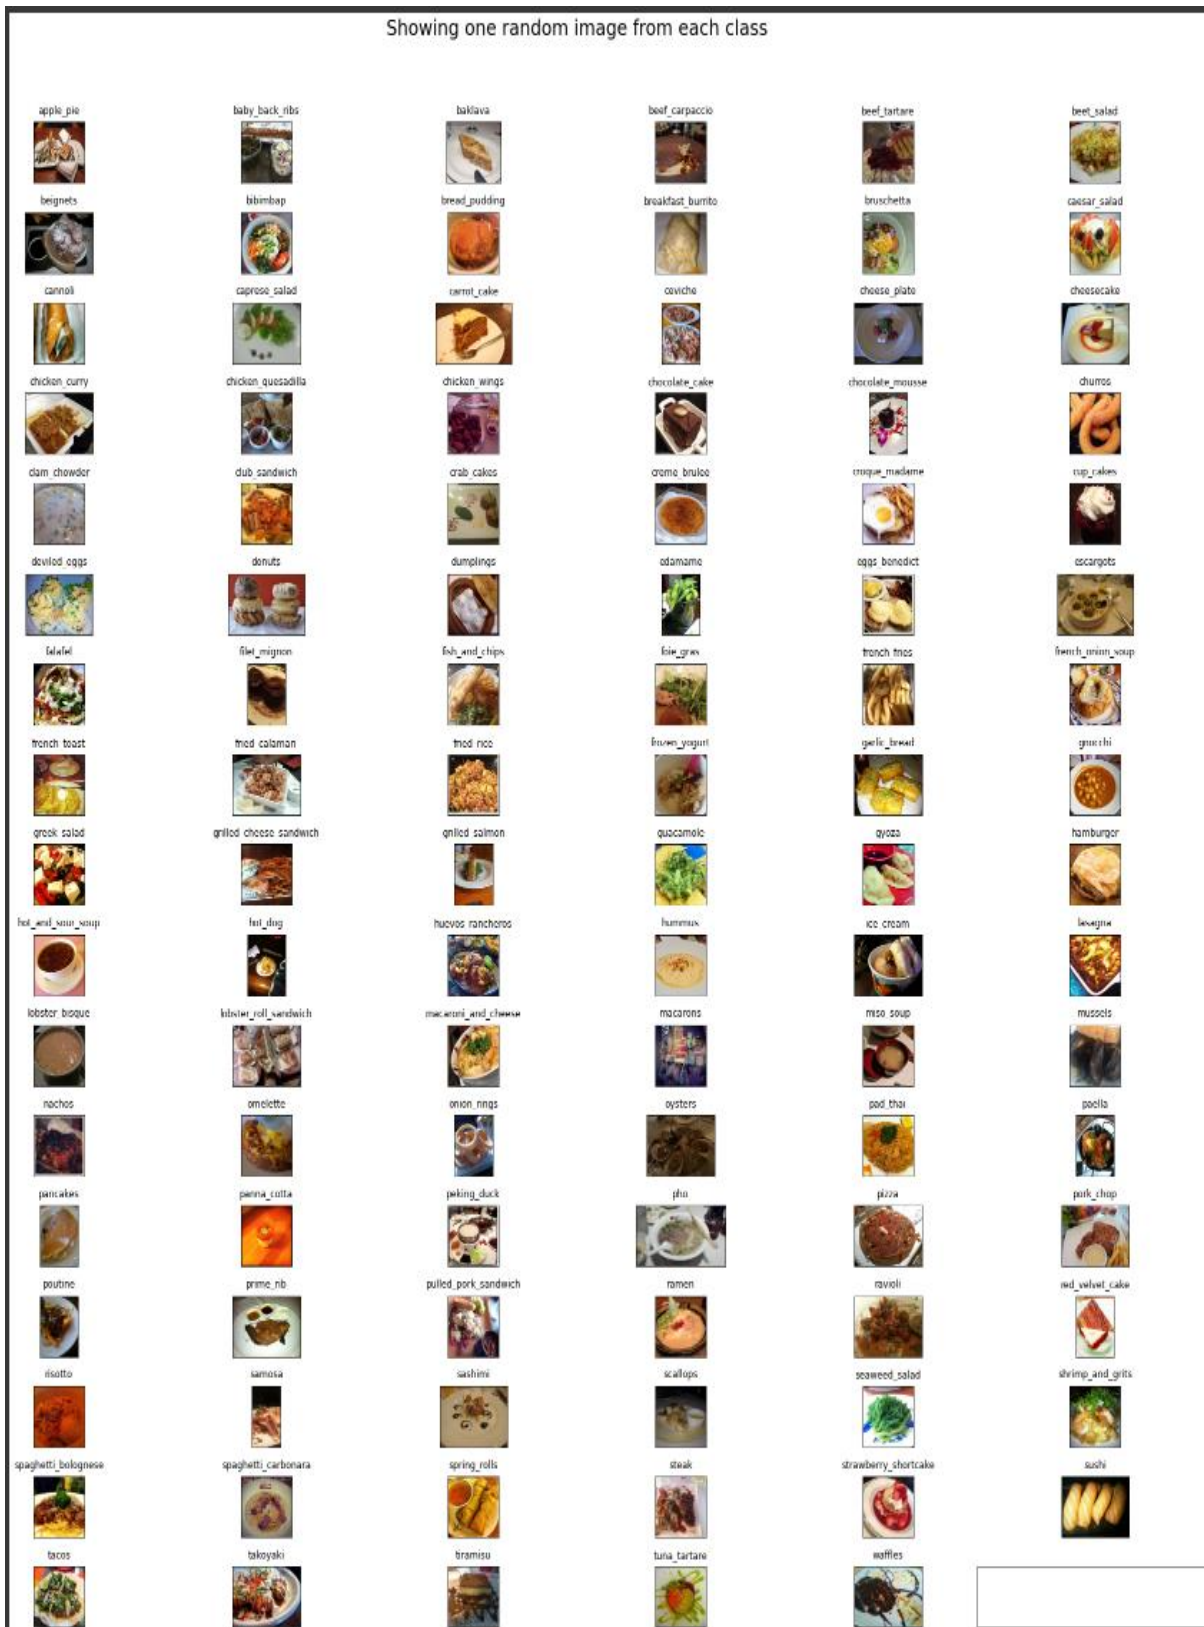 Showing one random image from each class
apple_pie baby_back_ribs baklava beef_carpaccio beef_tartare beet_salad
beignets bibimbap bread_pudding breakfast_burrito bruschetta caesar_salad
cannoli caprese_salad carrot_cake ceviche cheese_plate cheesecake
chicken_curry chicken_quesadilla chicken_wings chocolate_cake chocolate_mousse churros
clam_chowder club_sandwich crab_cakes creme_brulee croque_madame cup_cakes
deviled_eggs donuts dumplings edamame eggs_benedict escargots
falafel filet_mignon fish_and_chips foie_gras french_fries french_onion_soup
french_toast fried_calamari fried_rice frozen_yogurt garlic_bread gnocchi
greek_salad grilled_cheese_sandwich grilled_salmon guacamole gyoza hamburger
hot_and_sour_soup hot_dog huevos_rancheros hummus ice_cream lasagna
lobster_bisque lobster_roll_sandwich macaroni_and_cheese macarons miso_soup mussels
nachos omelette onion_rings oysters pad_thai paella
pancakes panna_cotta peking_duck pho pizza pork_chop
poutine prime_rib pulled_pork_sandwich ramen ravioli red_velvet_cake
risotto samosa sashimi scallops seaweed_salad shrimp_and_grits
spaghetti_bolognese spaghetti_carbonara spring_rolls steak strawberry_shortcake sushi
tacos takoyaki tiramisu tuna_tartare waffles